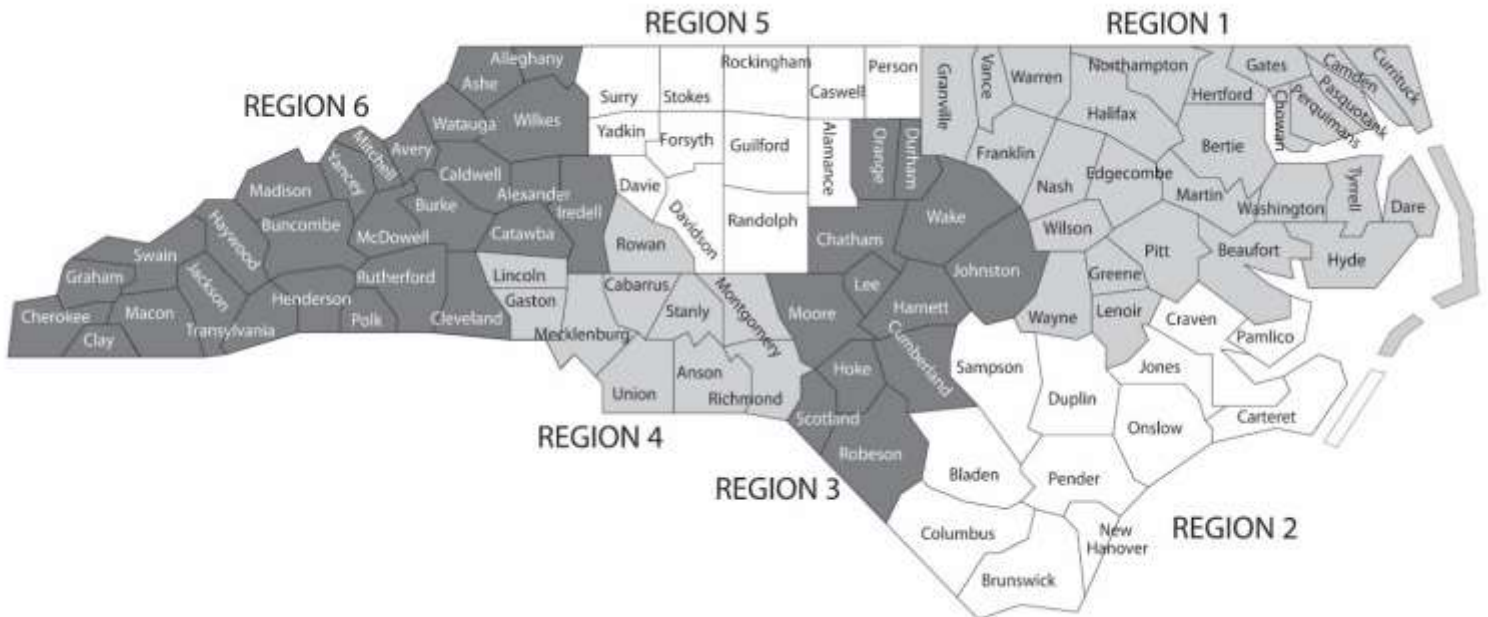 REGION 5
REGION 1
REGION 6
REGION 4
REGION 3
REGION 2
Alleghany
Ashe
Watauga
Wilkes
Mitchell
Avery
Yancey
Caldwell
Alexander
Iredell
Madison
Burke
Buncombe
McDowell
Catawba
Haywood
Swain
Graham
Jackson
Rutherford
Henderson
Cherokee
Macon
Clay
Transylvania
Polk
Cleveland
Surry
Stokes
Rockingham
Caswell
Person
Yadkin
Forsyth
Guilford
Alamance
Davie
Davidson
Randolph
Lincoln
Gaston
Rowan
Cabarrus
Stanly
Montgomery
Mecklenburg
Union
Anson
Richmond
Orange
Durham
Wake
Chatham
Lee
Johnston
Moore
Harnett
Hoke
Cumberland
Scotland
Robeson
Granville
Vance
Warren
Northampton
Gates
Camden
Currituck
Pasquotank
Perquimans
Chowan
Hertford
Halifax
Franklin
Bertie
Nash
Edgecombe
Martin
Washington
Tyrrell
Dare
Wilson
Pitt
Beaufort
Hyde
Greene
Wayne
Lenoir
Craven
Pamlico
Sampson
Jones
Duplin
Onslow
Carteret
Bladen
Pender
Columbus
New
Hanover
Brunswick